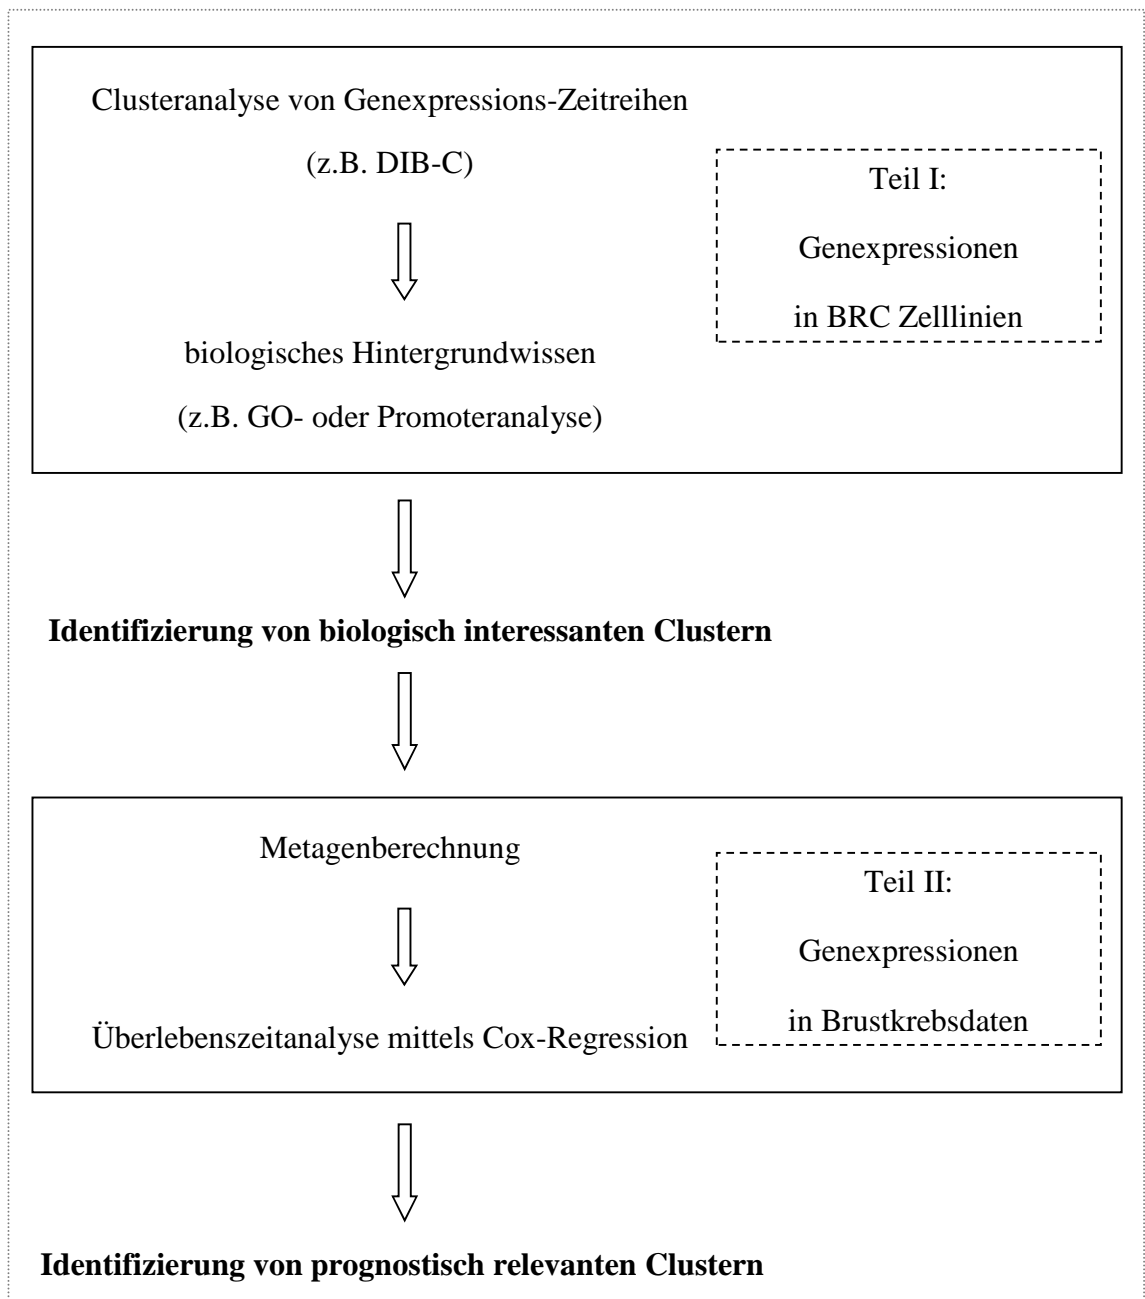 Clusteranalyse von Genexpressions-Zeitreihen
(z.B. DIB-C)
Teil I:
Genexpressionen
in BRC Zelllinien
biologisches Hintergrundwissen
(z.B. GO- oder Promoteranalyse)
Identifizierung von biologisch interessanten Clustern
Metagenberechnung
Teil II:
Genexpressionen
in Brustkrebsdaten
Überlebenszeitanalyse mittels Cox-Regression
Identifizierung von prognostisch relevanten Clustern